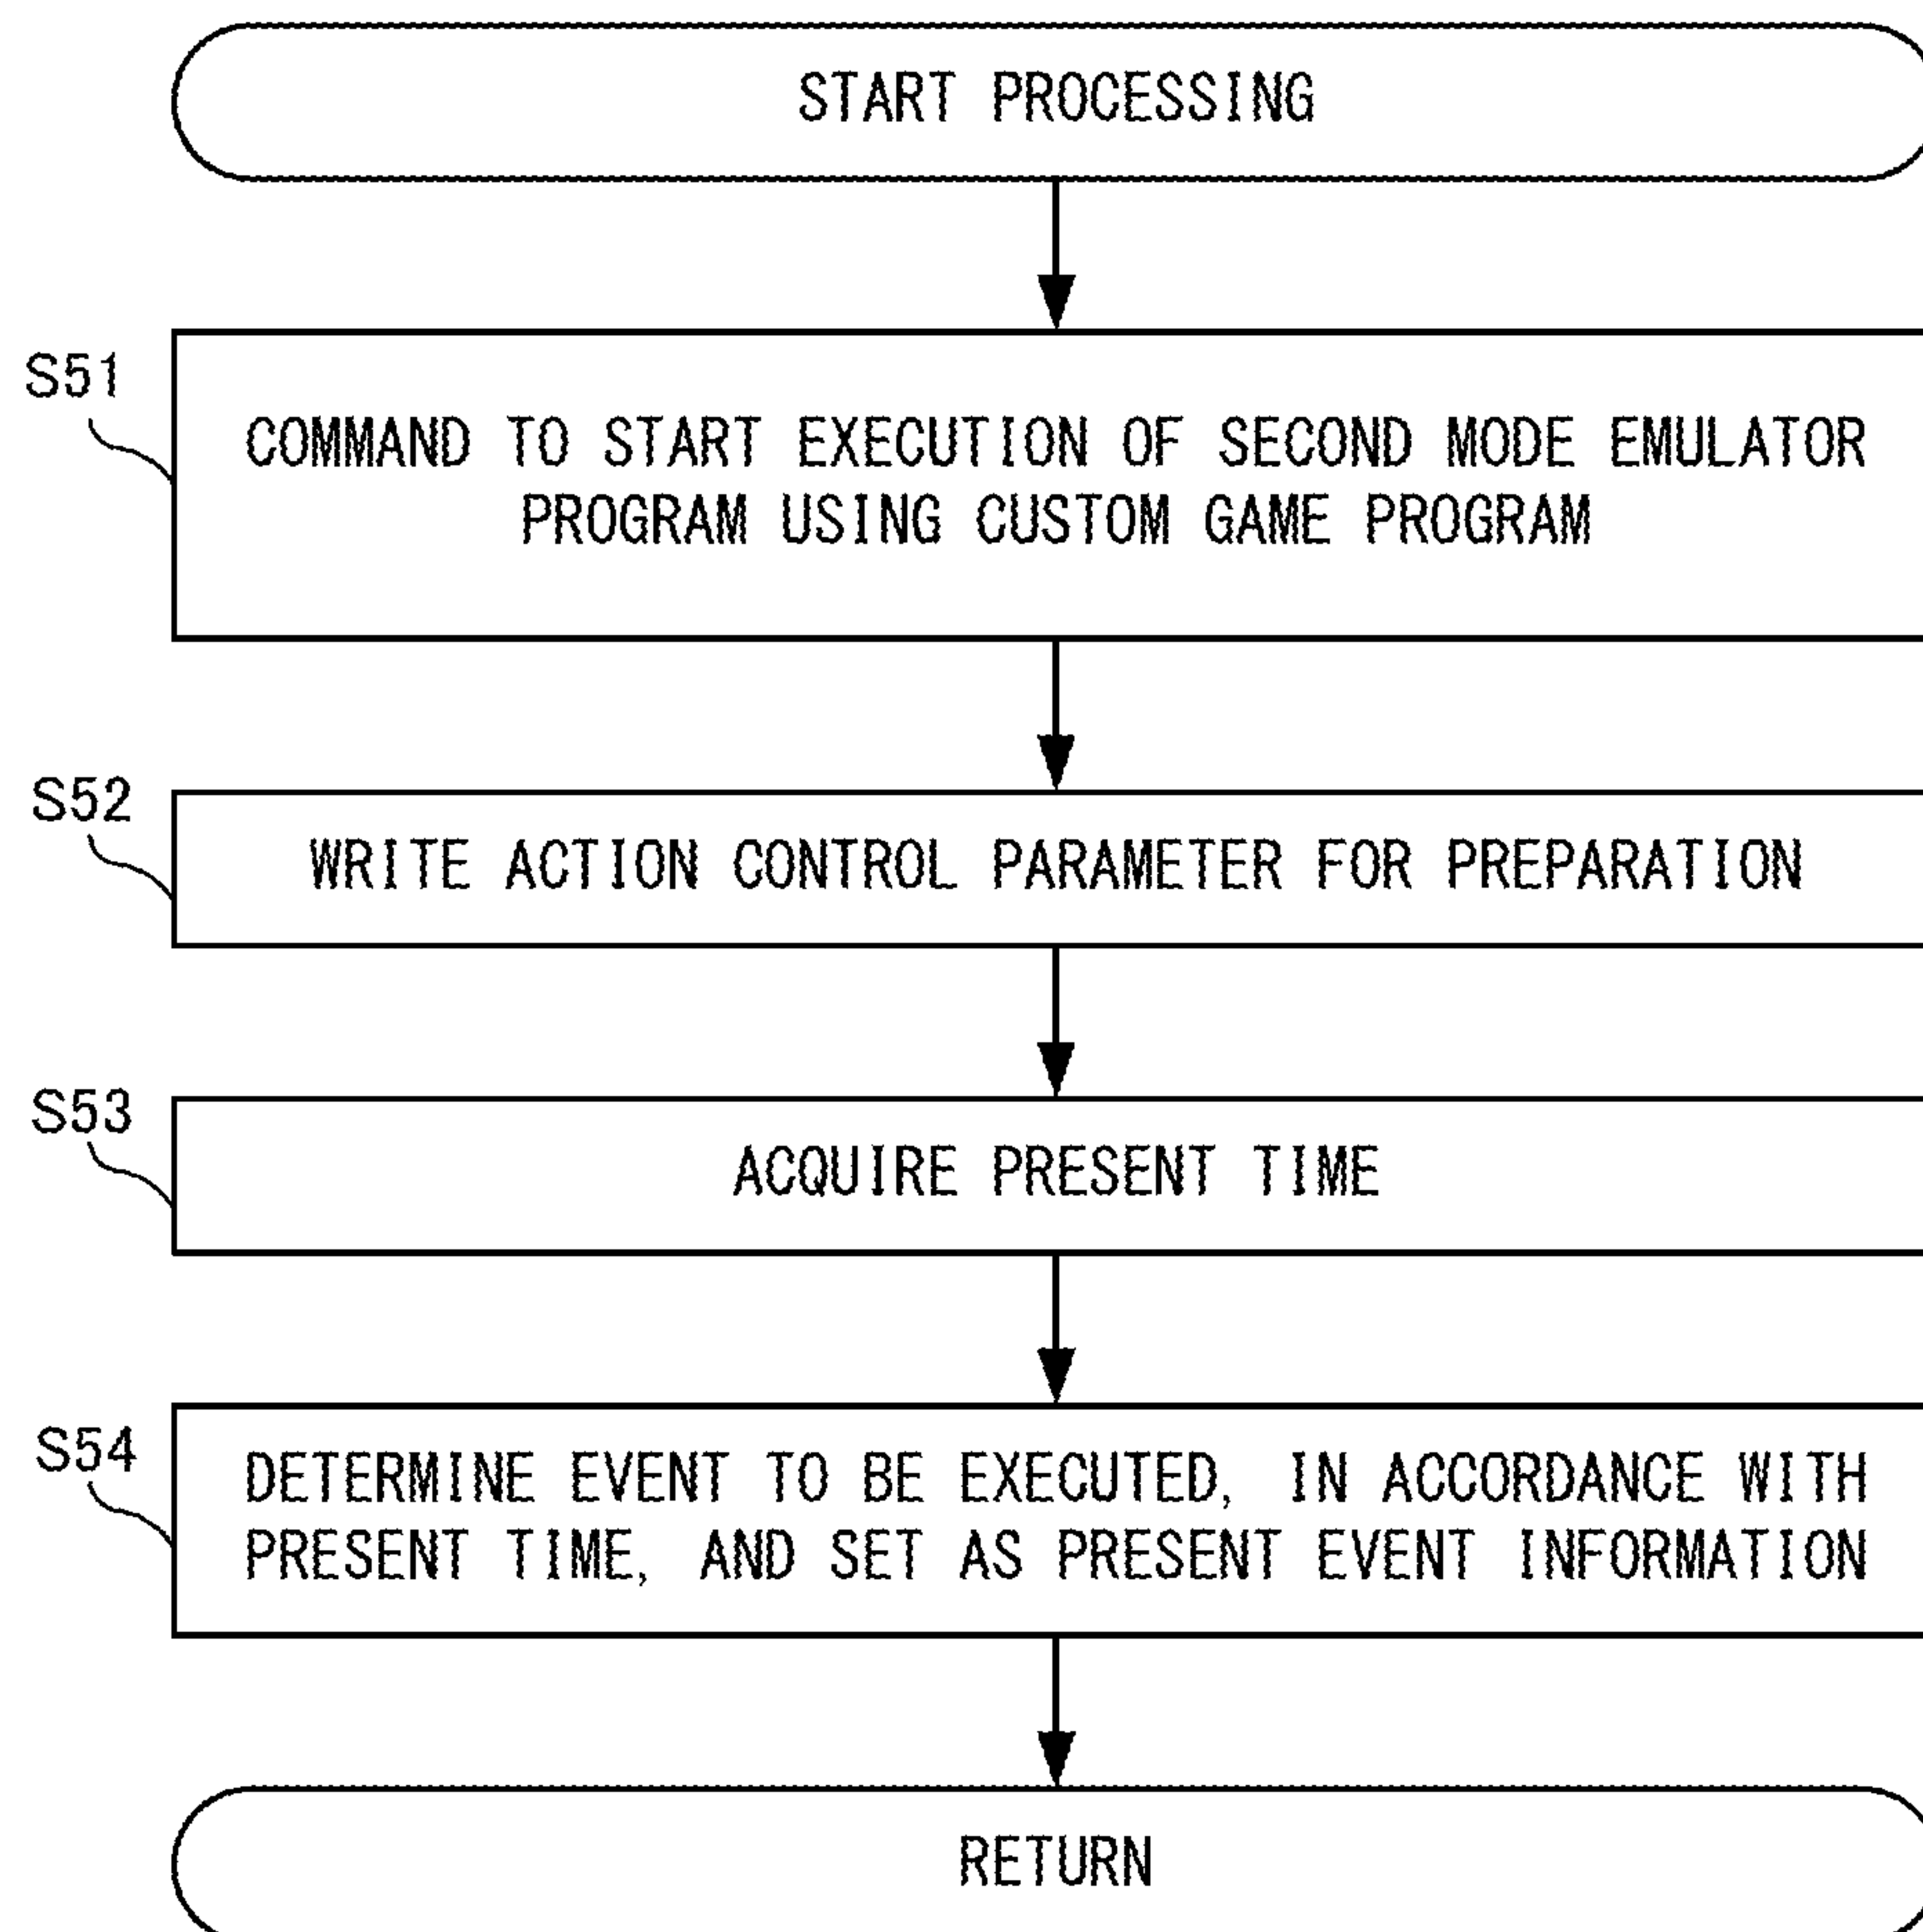 START PROCESSING
S51
COMMAND TO START EXECUTION OF SECOND MODE EMULATOR
PROGRAM USING CUSTOM GAME PROGRAM
S52
WRITE ACTION CONTROL PARAMETER FOR PREPARATION
S53
ACQUIRE PRESENT TIME
S54
DETERMINE EVENT TO BE EXECUTED, IN ACCORDANCE WITH
PRESENT TIME, AND SET AS PRESENT EVENT INFORMATION
RETURN